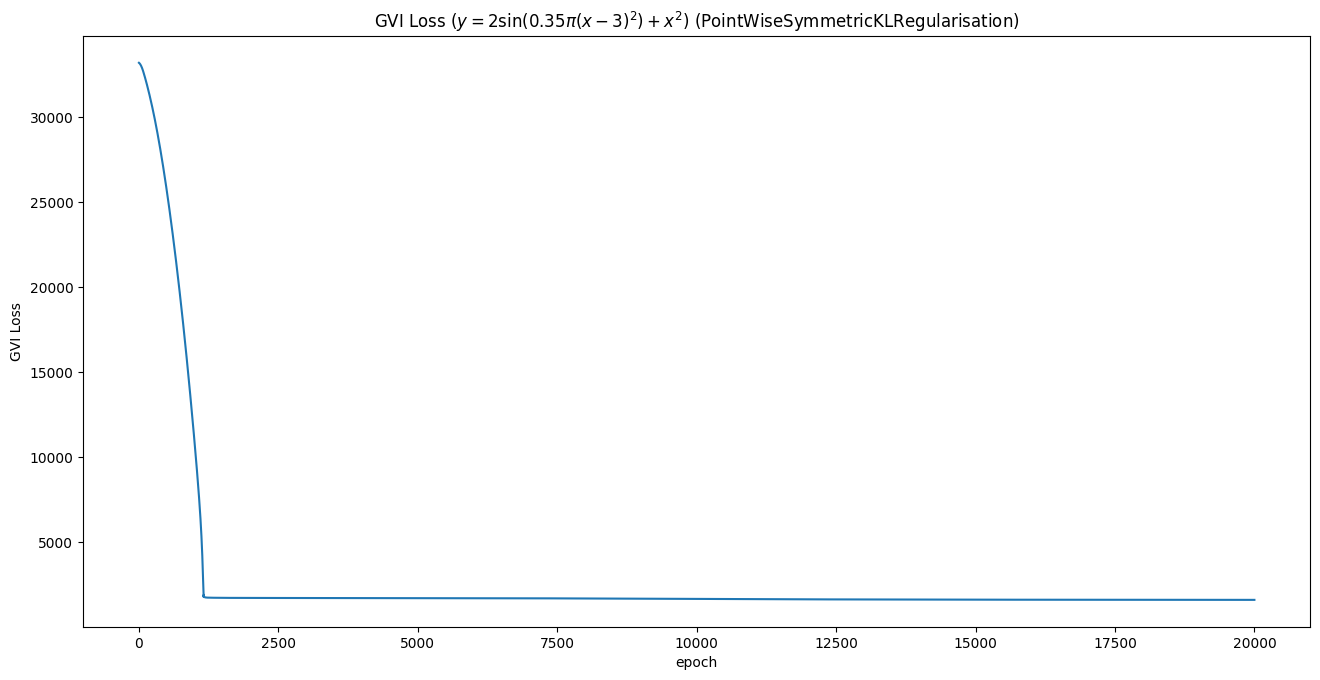 GVI Loss (y = 2sin(0.35π(x − 3)²) + x²) (PointWiseSymmetricKLRegularisation)
GVI Loss
30000
25000
20000
15000
10000
5000
0 2500 5000 7500 10000 12500 15000 17500 20000
epoch